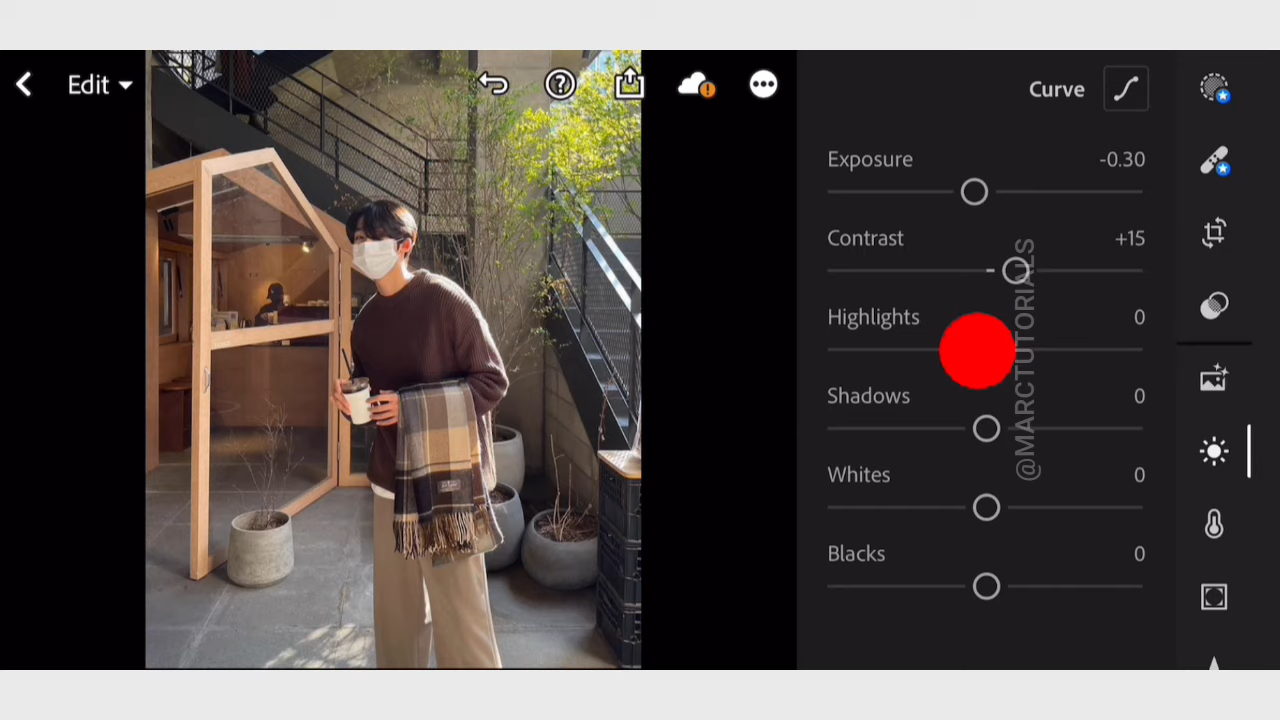 Edit
Curve
Exposure -0.30
Contrast +15
Highlights 0
Shadows 0
Whites 0
Blacks 0
@MARCTUTORIALS